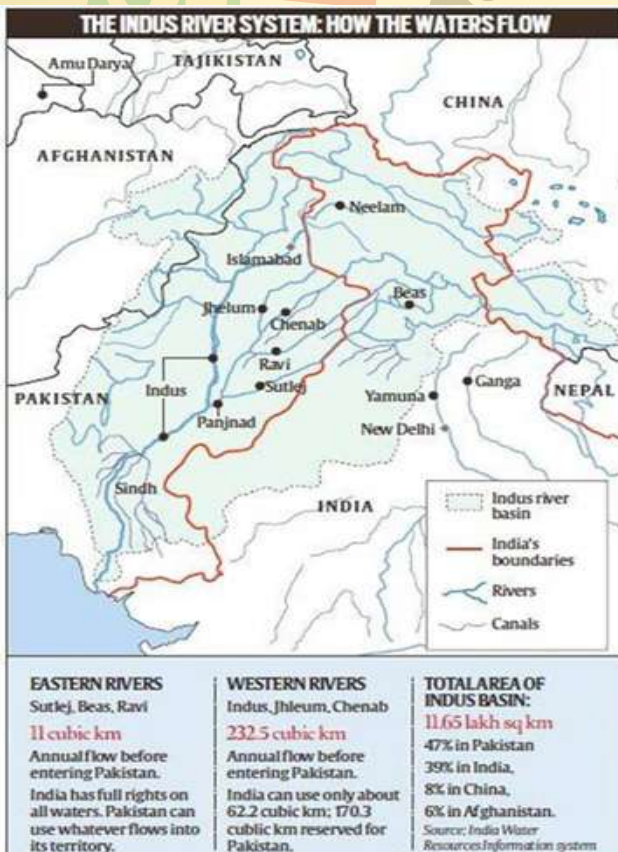 THE INDUS RIVER SYSTEM: HOW THE WATERS FLOW
Amu Darya
TAJIKISTAN
CHINA
AFGHANISTAN
Neelam
Islamabad
Jhelum
Beas
Chenab
Ravi
Indus
Sutlej
Ganga
PAKISTAN
Yamuna
NEPAL
Panjnad
New Delhi
Sindh
INDIA
Indus river
basin
India's
boundaries
Rivers
Canals
EASTERN RIVERS
Sutlej, Beas, Ravi
11 cubic km
Annual flow before
entering Pakistan.
India has full rights on
all waters. Pakistan can
use whatever flows into
its territory.
WESTERN RIVERS
Indus, Jhleum, Chenab
232.5 cubic km
Annual flow before
entering Pakistan.
India can use only about
62.2 cubic km; 170.3
cublic km reserved for
Pakistan.
TOTAL AREA OF
INDUS BASIN:
11.65 lakh sq km
47% in Pakistan
39% in India,
8% in China,
6% in Afghanistan.
Source: India Water
Resources Information system